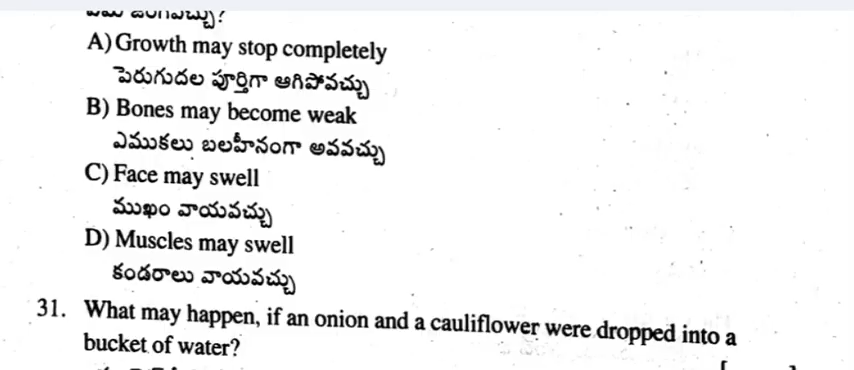 A) Growth may stop completely
పెరుగుదల పూర్తిగా ఆగిపోవచ్చు
B) Bones may become weak
ఎముకలు బలహీనంగా అవవచ్చు
C) Face may swell
ముఖం వాయవచ్చు
D) Muscles may swell
కండరాలు వాయవచ్చు
31. What may happen, if an onion and a cauliflower were dropped into a
bucket of water?
[ ]